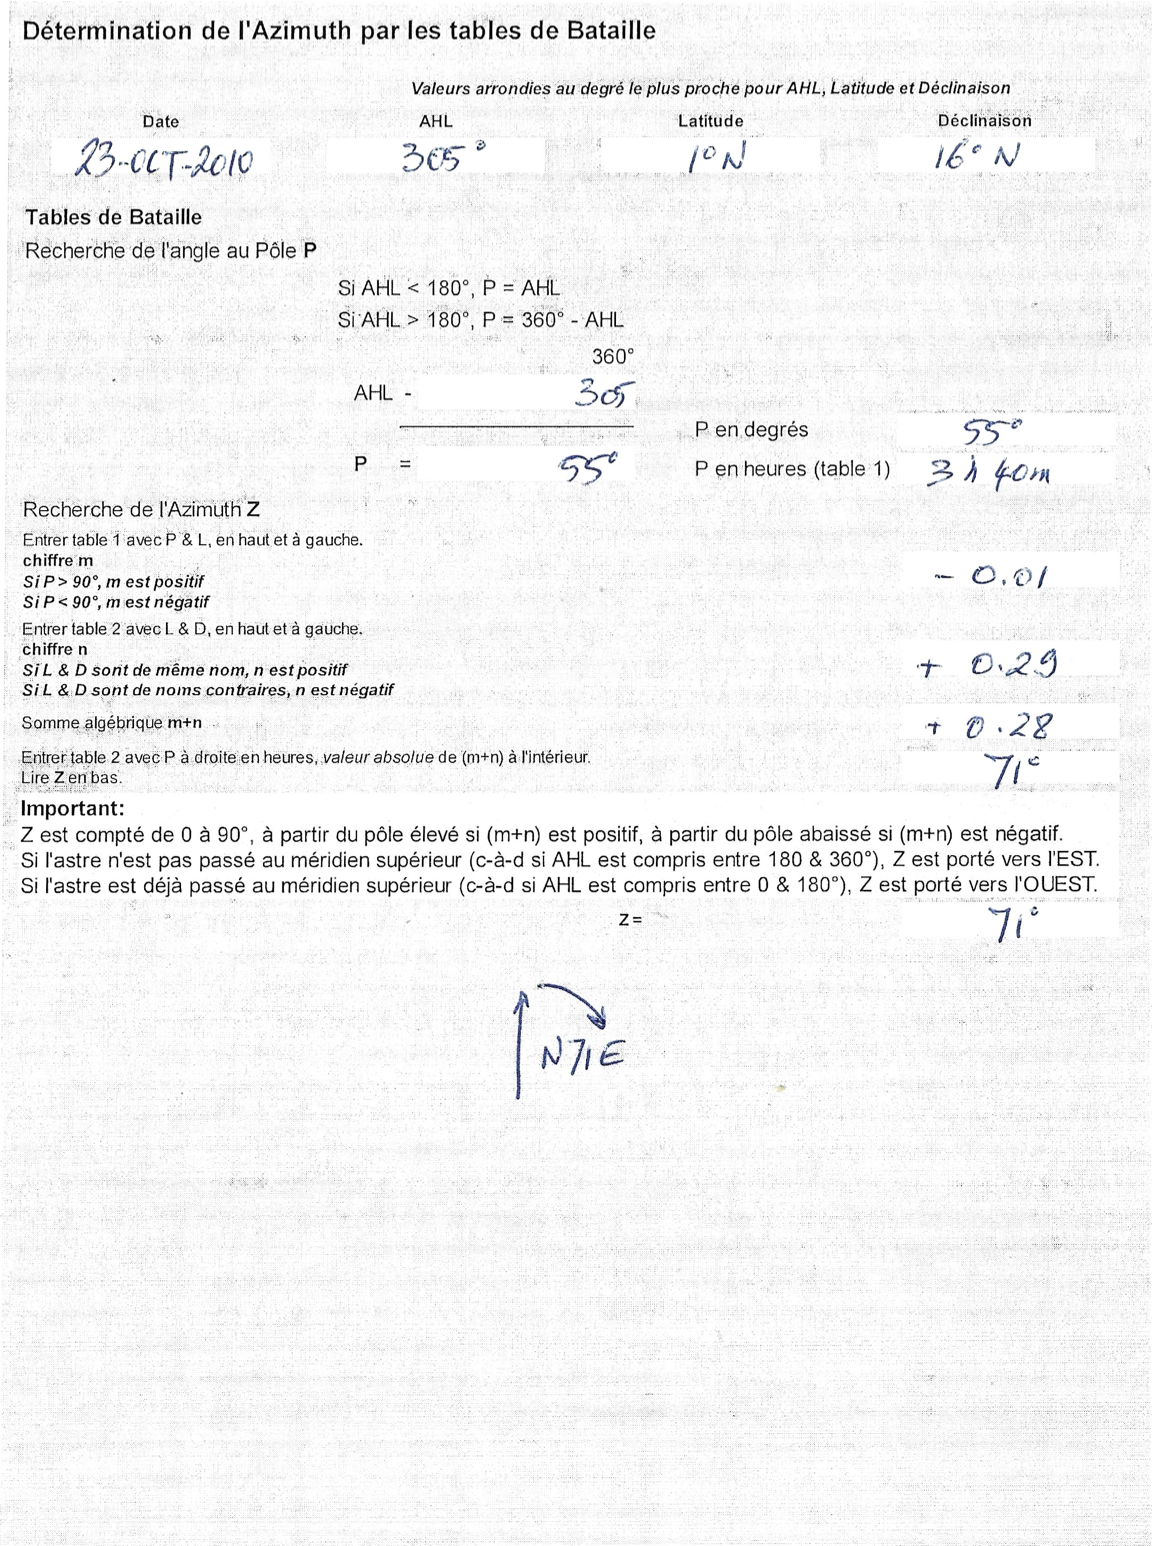 Détermination de l'Azimuth par les tables de Bataille
Valeurs arrondies au degré le plus proche pour AHL, Latitude et Déclinaison
Date AHL Latitude Déclinaison
23-OCT-2010 305° 1° N 16° N
Tables de Bataille
Recherche de l'angle au Pôle P
Si AHL < 180°, P = AHL
Si AHL > 180°, P = 360° - AHL
360°
AHL - 305
P en degrés 55°
P = 55°
P en heures (table 1) 3 h 40m
Recherche de l'Azimuth Z
Entrer table 1 avec P & L, en haut et à gauche.
chiffre m - 0.01
Si P > 90°, m est positif
Si P < 90°, m est négatif
Entrer table 2 avec L & D, en haut et à gauche.
chiffre n
Si L & D sont de même nom, n est positif + 0.29
Si L & D sont de noms contraires, n est négatif
Somme algébrique m+n + 0.28
Entrer table 2 avec P à droite en heures, valeur absolue de (m+n) à l'intérieur. 71°
Lire Z en bas.
Important:
Z est compté de 0 à 90°, à partir du pôle élevé si (m+n) est positif, à partir du pôle abaissé si (m+n) est négatif.
Si l'astre n'est pas passé au méridien supérieur (c-à-d si AHL est compris entre 180 & 360°), Z est porté vers l'EST.
Si l'astre est déjà passé au méridien supérieur (c-à-d si AHL est compris entre 0 & 180°), Z est porté vers l'OUEST.
Z = 71°
N 71 E